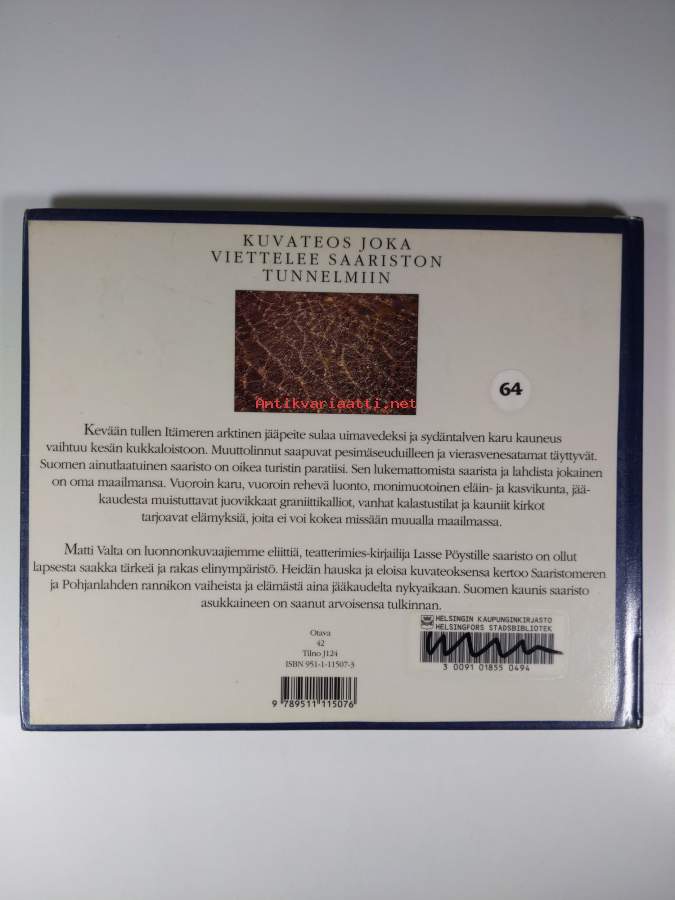 KUVATEOS JOKA
VIETTELEE SAARISTON
TUNNELMIIN
Antikvariaatti.net
64
Kevään tullen Itämeren arktinen jääpeite sulaa uimavedeksi ja sydäntalven karu kauneus
vaihtuu kesän kukkaloistoon. Muuttolinnut saapuvat pesimäseuduilleen ja vierasvenesatamat täyttyvät.
Suomen ainutlaatuinen saaristo on oikea turistin paratiisi. Sen lukemattomista saarista ja lahdista jokainen
on oma maailmansa. Vuoroin karu, vuoroin rehevä luonto, monimuotoinen eläin- ja kasvikunta, jää-
kaudesta muistuttavat juovikkaat graniittikalliot, vanhat kalastustilat ja kauniit kirkot
tarjoavat elämyksiä, joita ei voi kokea missään muualla maailmassa.
Matti Valta on luonnonkuvaajiemme eliittiä, teatterimies-kirjailija Lasse Pöystille saaristo on ollut
lapsesta saakka tärkeä ja rakas elinympäristö. Heidän hauska ja eloisa kuvateoksensa kertoo Saaristomeren
ja Pohjanlahden rannikon vaiheista ja elämästä aina jääkaudelta nykyaikaan. Suomen kaunis saaristo
asukkaineen on saanut arvoisensa tulkinnan.
HELSINGIN KAUPUNGINKIRJASTO
HELSINGFORS STADSBIBLIOTEK
3 0091 01855 0494
Otava
42
Tilno J124
ISBN 951-1-11507-3
9 789511 115076